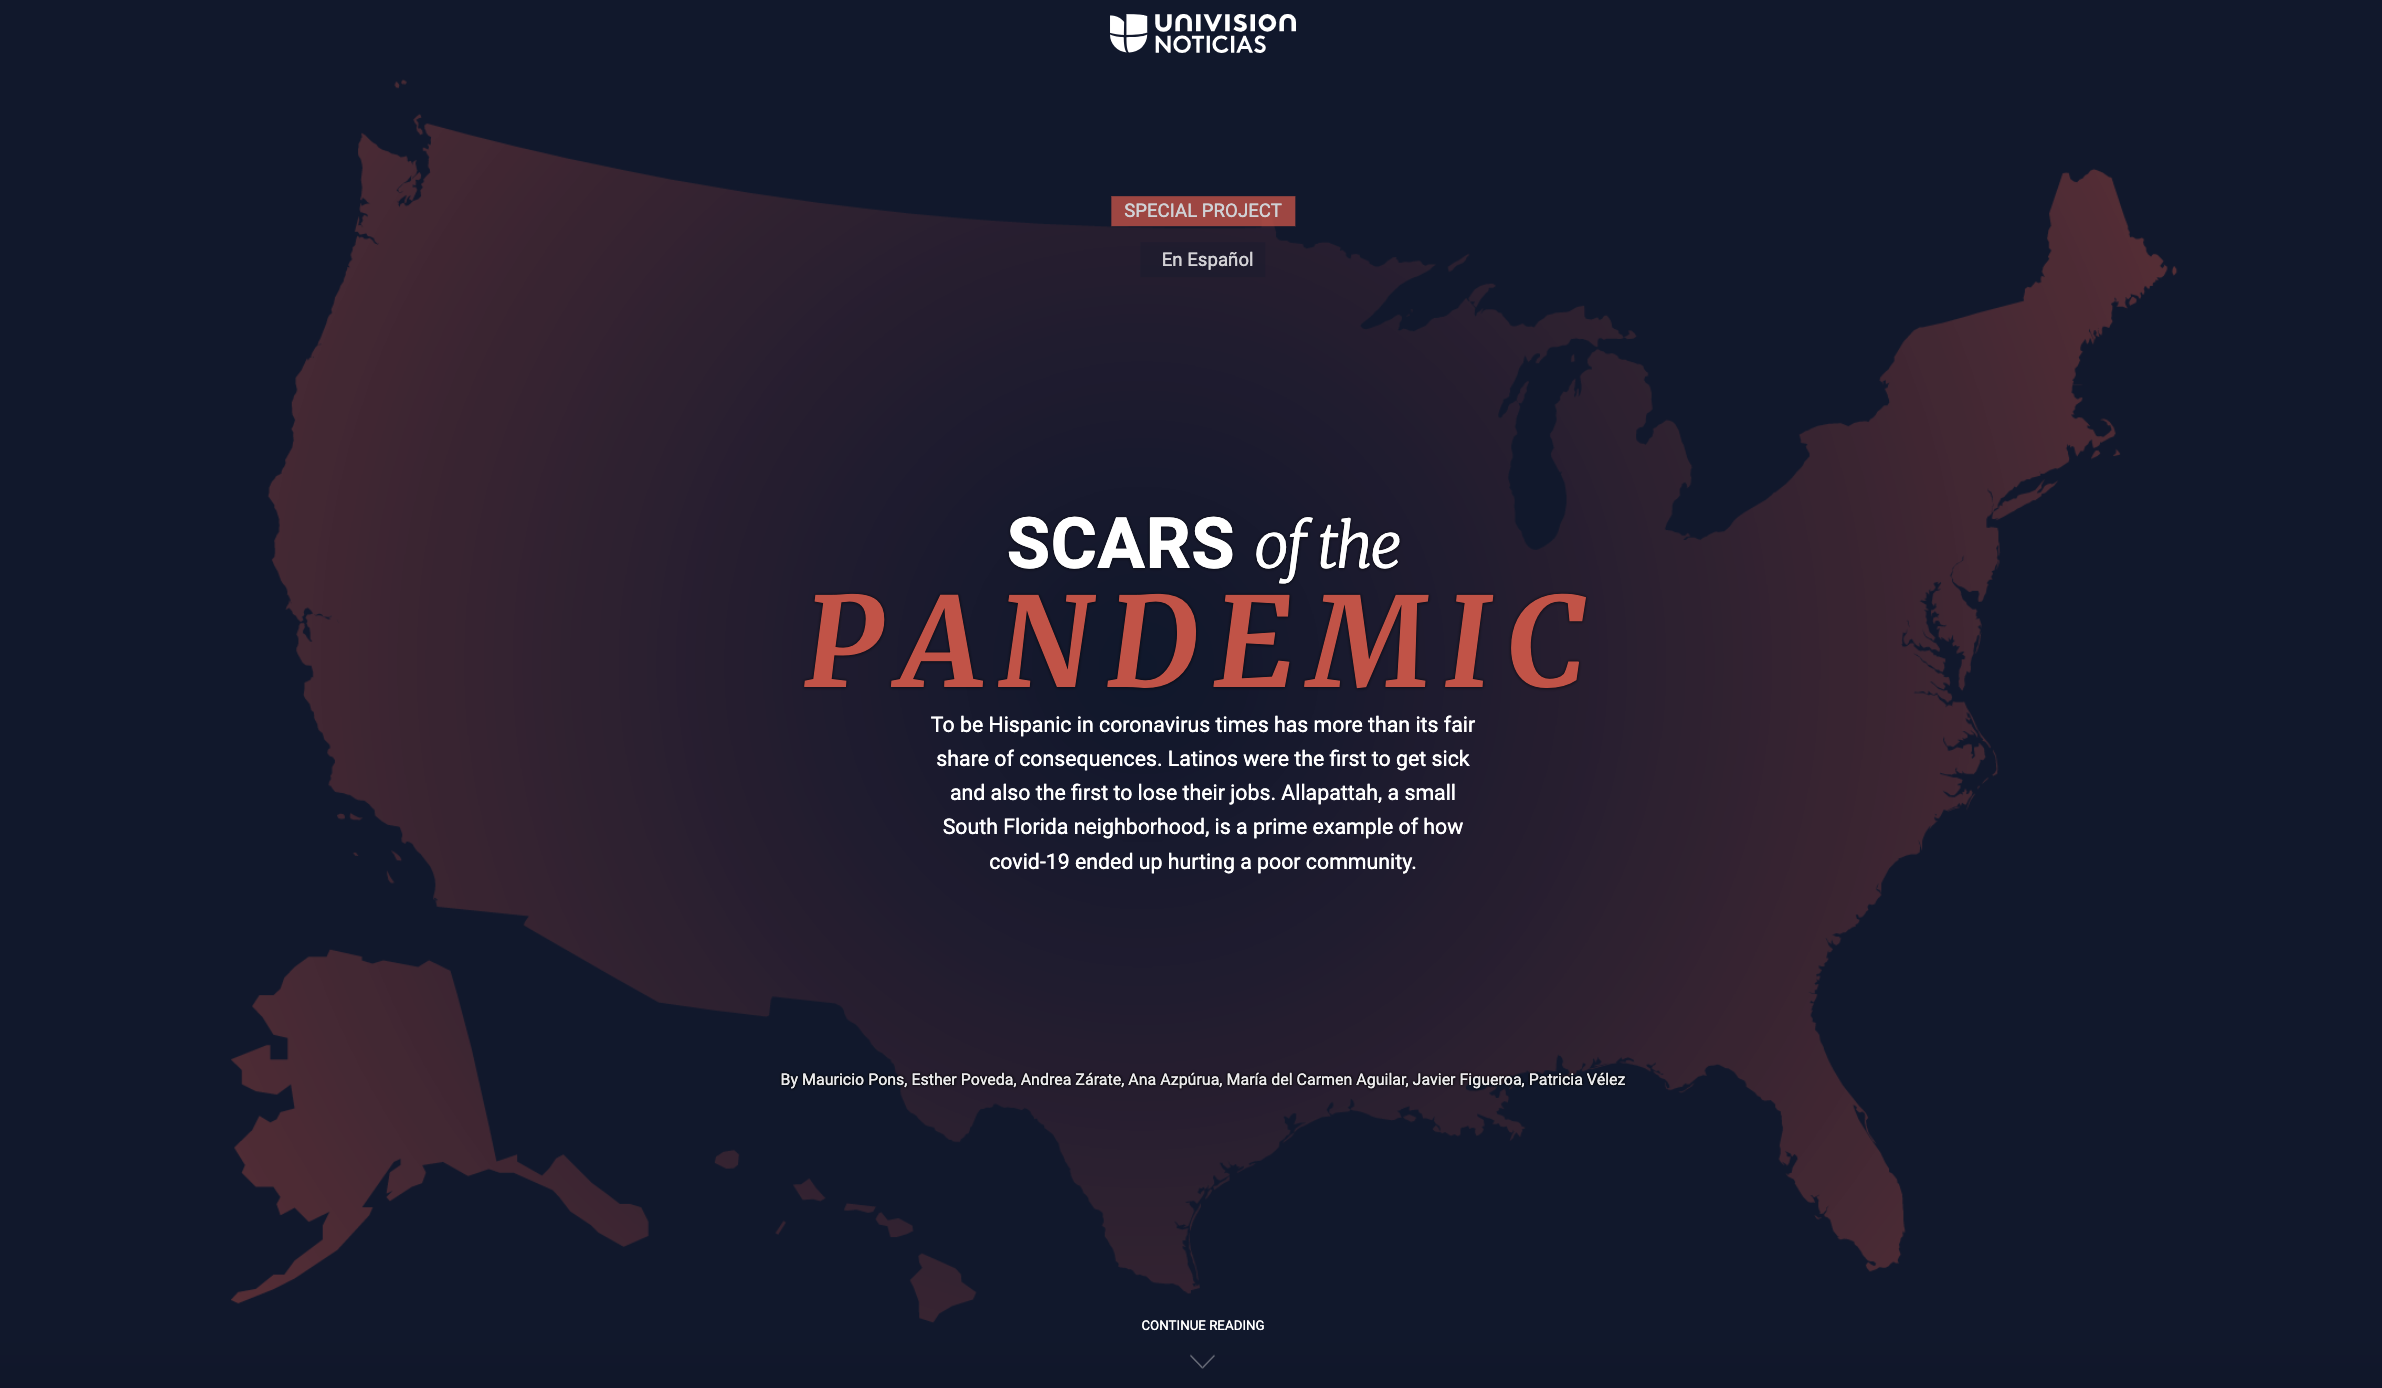 UNIVISION
NOTICIAS
SPECIAL PROJECT
En Español
SCARS of the
PANDEMIC
To be Hispanic in coronavirus times has more than its fair
share of consequences. Latinos were the first to get sick
and also the first to lose their jobs. Allapattah, a small
South Florida neighborhood, is a prime example of how
covid-19 ended up hurting a poor community.
By Mauricio Pons, Esther Poveda, Andrea Zárate, Ana Azpúrua, María del Carmen Aguilar, Javier Figueroa, Patricia Vélez
CONTINUE READING